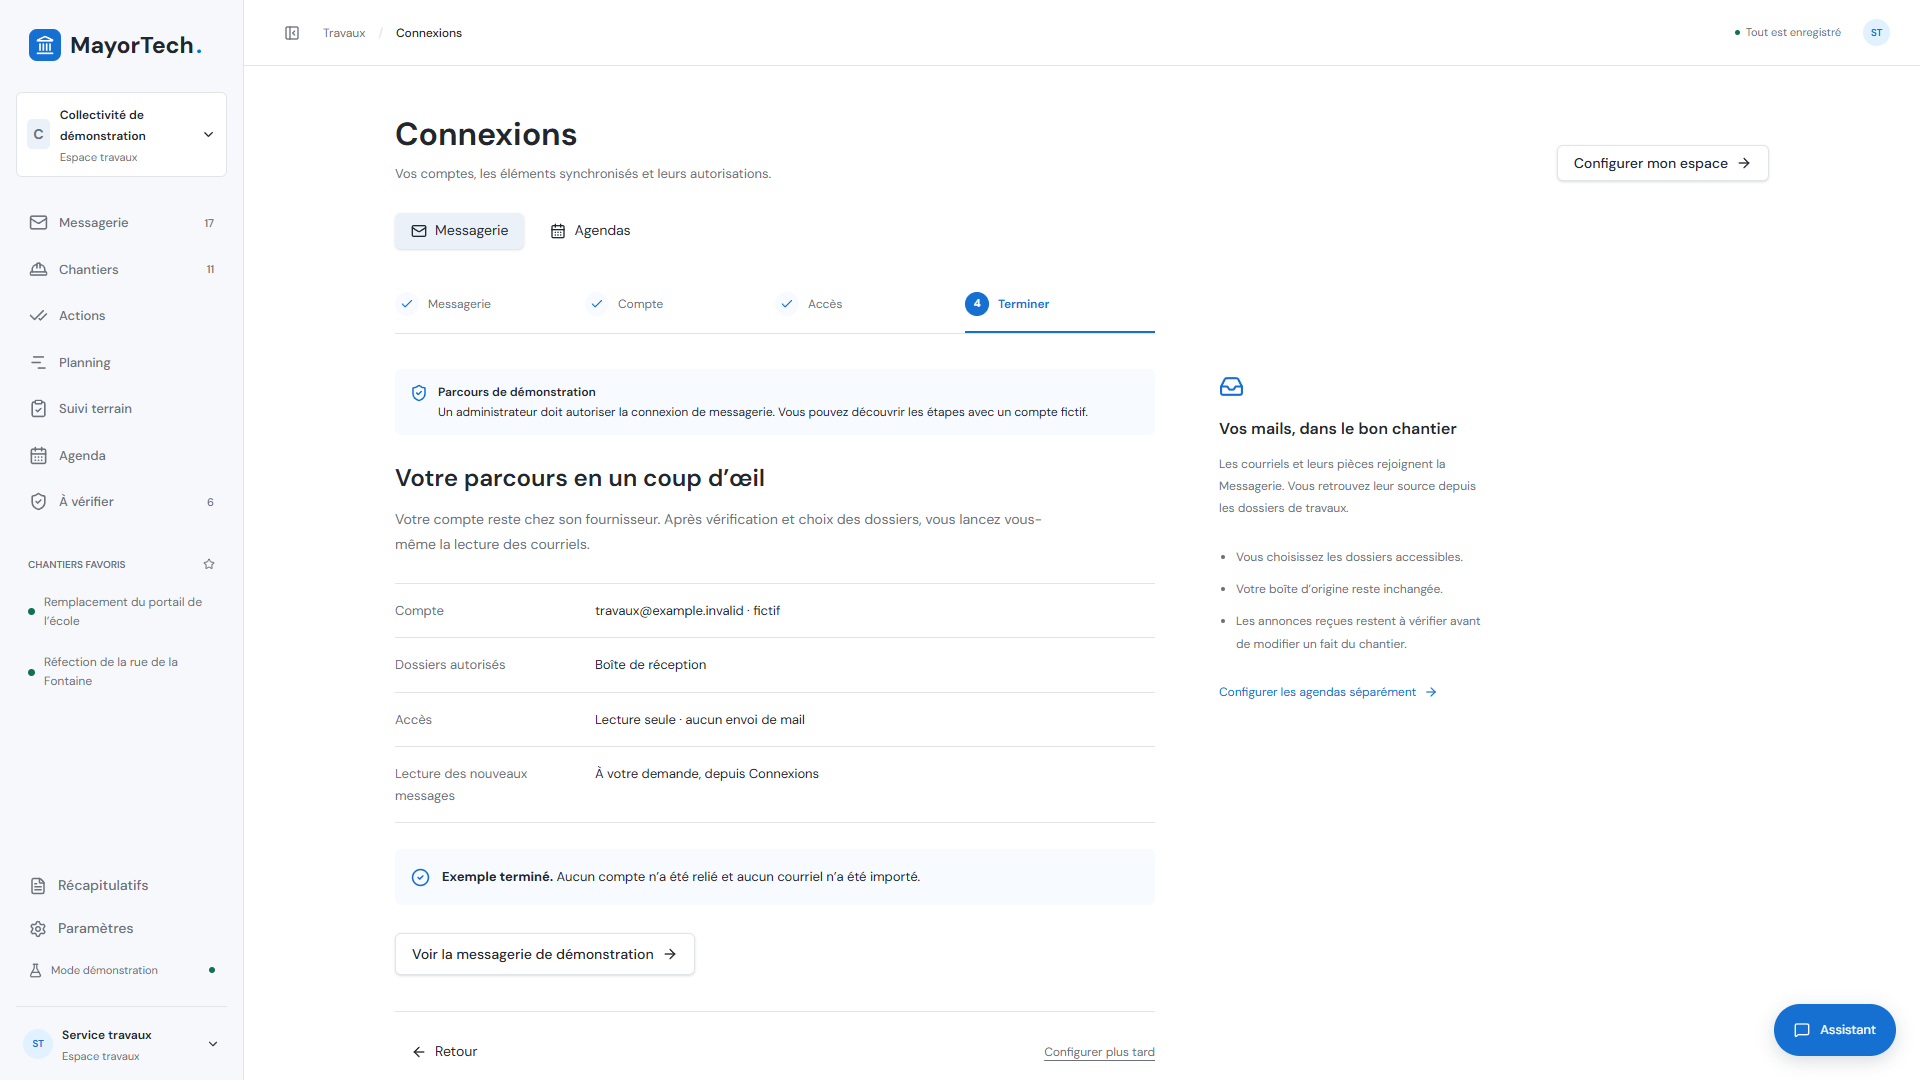 MayorTech.
Collectivité de
démonstration
C
Espace travaux
Messagerie 17
Chantiers 11
Actions
Planning
Suivi terrain
Agenda
À vérifier 6
CHANTIERS FAVORIS
Remplacement du portail de
l’école
Réfection de la rue de la
Fontaine
Récapitulatifs
Paramètres
Mode démonstration
ST
Service travaux
Espace travaux
Travaux / Connexions
Tout est enregistré
ST
Connexions
Vos comptes, les éléments synchronisés et leurs autorisations.
Configurer mon espace
Messagerie
Agendas
Messagerie
Compte
Accès
4 Terminer
Parcours de démonstration
Un administrateur doit autoriser la connexion de messagerie. Vous pouvez découvrir les étapes avec un compte fictif.
Votre parcours en un coup d’œil
Votre compte reste chez son fournisseur. Après vérification et choix des dossiers, vous lancez vous-
même la lecture des courriels.
Compte travaux@example.invalid · fictif
Dossiers autorisés Boîte de réception
Accès Lecture seule · aucun envoi de mail
Lecture des nouveaux À votre demande, depuis Connexions
messages
Exemple terminé. Aucun compte n’a été relié et aucun courriel n’a été importé.
Voir la messagerie de démonstration
Retour
Configurer plus tard
Vos mails, dans le bon chantier
Les courriels et leurs pièces rejoignent la
Messagerie. Vous retrouvez leur source depuis
les dossiers de travaux.
• Vous choisissez les dossiers accessibles.
• Votre boîte d’origine reste inchangée.
• Les annonces reçues restent à vérifier avant
de modifier un fait du chantier.
Configurer les agendas séparément
Assistant